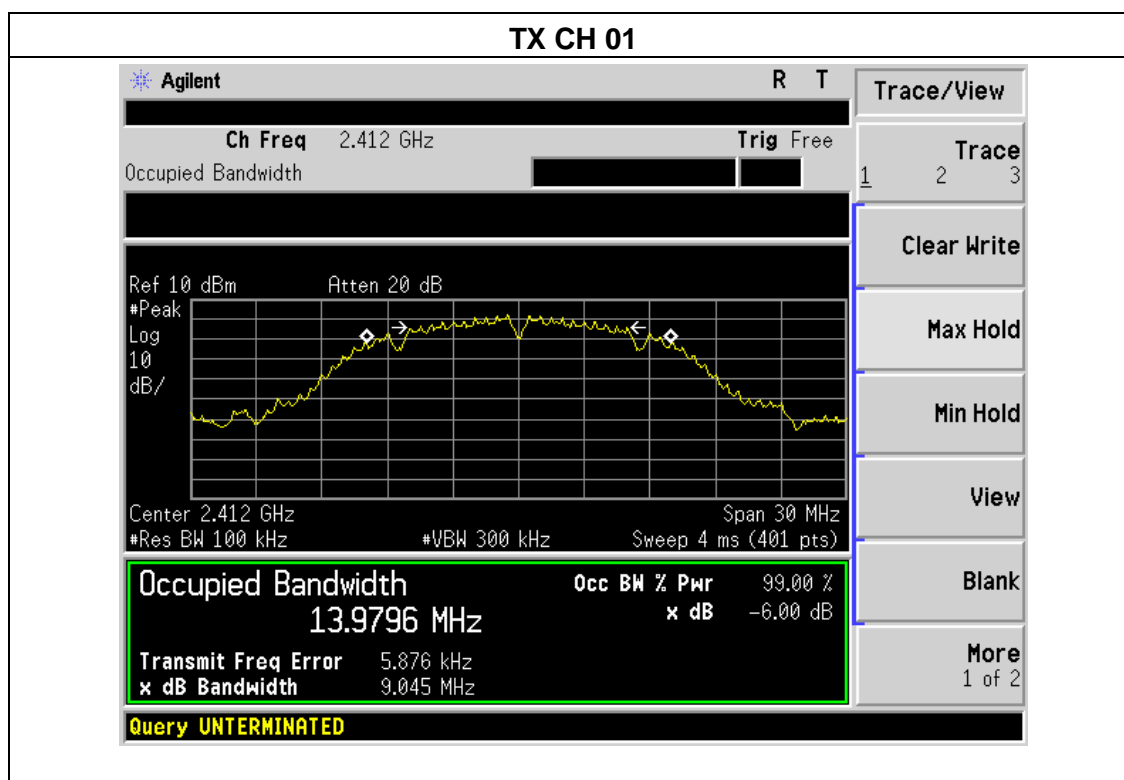 TX CH 01
Agilent
R T
Trace/View
Ch Freq 2.412 GHz
Trig Free
Occupied Bandwidth
Trace
1 2 3
Clear Write
Ref 10 dBm
Atten 20 dB
#Peak
Log
10
dB/
Max Hold
Min Hold
View
Center 2.412 GHz
Span 30 MHz
#Res BW 100 kHz
#VBW 300 kHz
Sweep 4 ms (401 pts)
Occupied Bandwidth
13.9796 MHz
Occ BW % Pwr 99.00 %
x dB -6.00 dB
Transmit Freq Error 5.876 kHz
x dB Bandwidth 9.045 MHz
Blank
More
1 of 2
Query UNTERMINATED